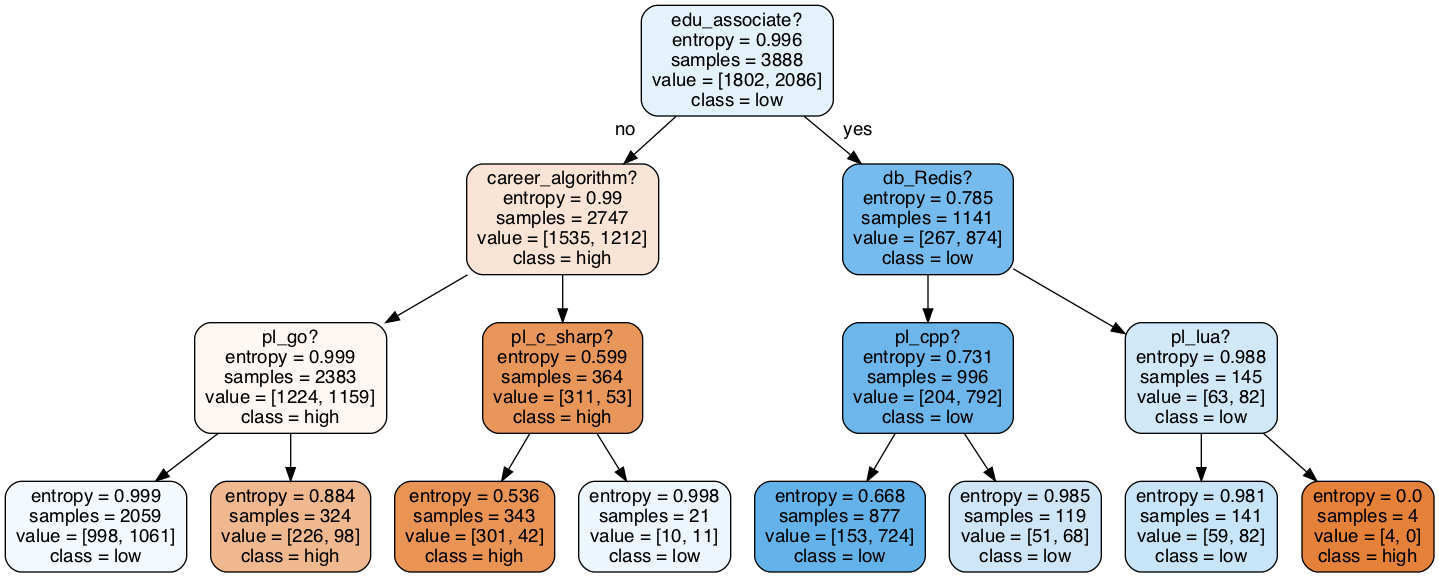 edu_associate?
entropy = 0.996
samples = 3888
value = [1802, 2086]
class = low
no
yes
career_algorithm?
entropy = 0.99
samples = 2747
value = [1535, 1212]
class = high
db_Redis?
entropy = 0.785
samples = 1141
value = [267, 874]
class = low
pl_go?
entropy = 0.999
samples = 2383
value = [1224, 1159]
class = high
pl_c_sharp?
entropy = 0.599
samples = 364
value = [311, 53]
class = high
pl_cpp?
entropy = 0.731
samples = 996
value = [204, 792]
class = low
pl_lua?
entropy = 0.988
samples = 145
value = [63, 82]
class = low
entropy = 0.999
samples = 2059
value = [998, 1061]
class = low
entropy = 0.884
samples = 324
value = [226, 98]
class = high
entropy = 0.536
samples = 343
value = [301, 42]
class = high
entropy = 0.998
samples = 21
value = [10, 11]
class = low
entropy = 0.668
samples = 877
value = [153, 724]
class = low
entropy = 0.985
samples = 119
value = [51, 68]
class = low
entropy = 0.981
samples = 141
value = [59, 82]
class = low
entropy = 0.0
samples = 4
value = [4, 0]
class = high